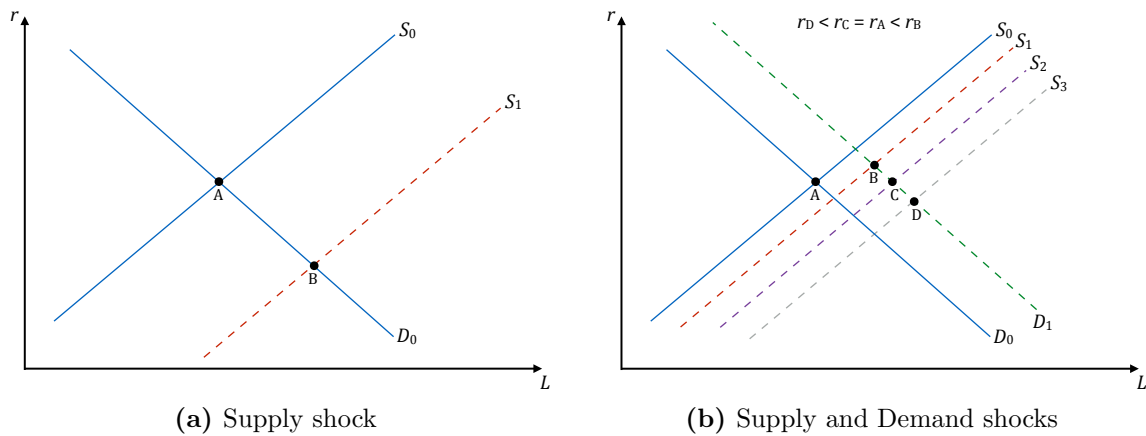 r
S0
S1
A
B
D0
L
(a) Supply shock
r
rD < rC = rA < rB
S0
S1
S2
S3
B
A
C
D
D1
D0
L
(b) Supply and Demand shocks